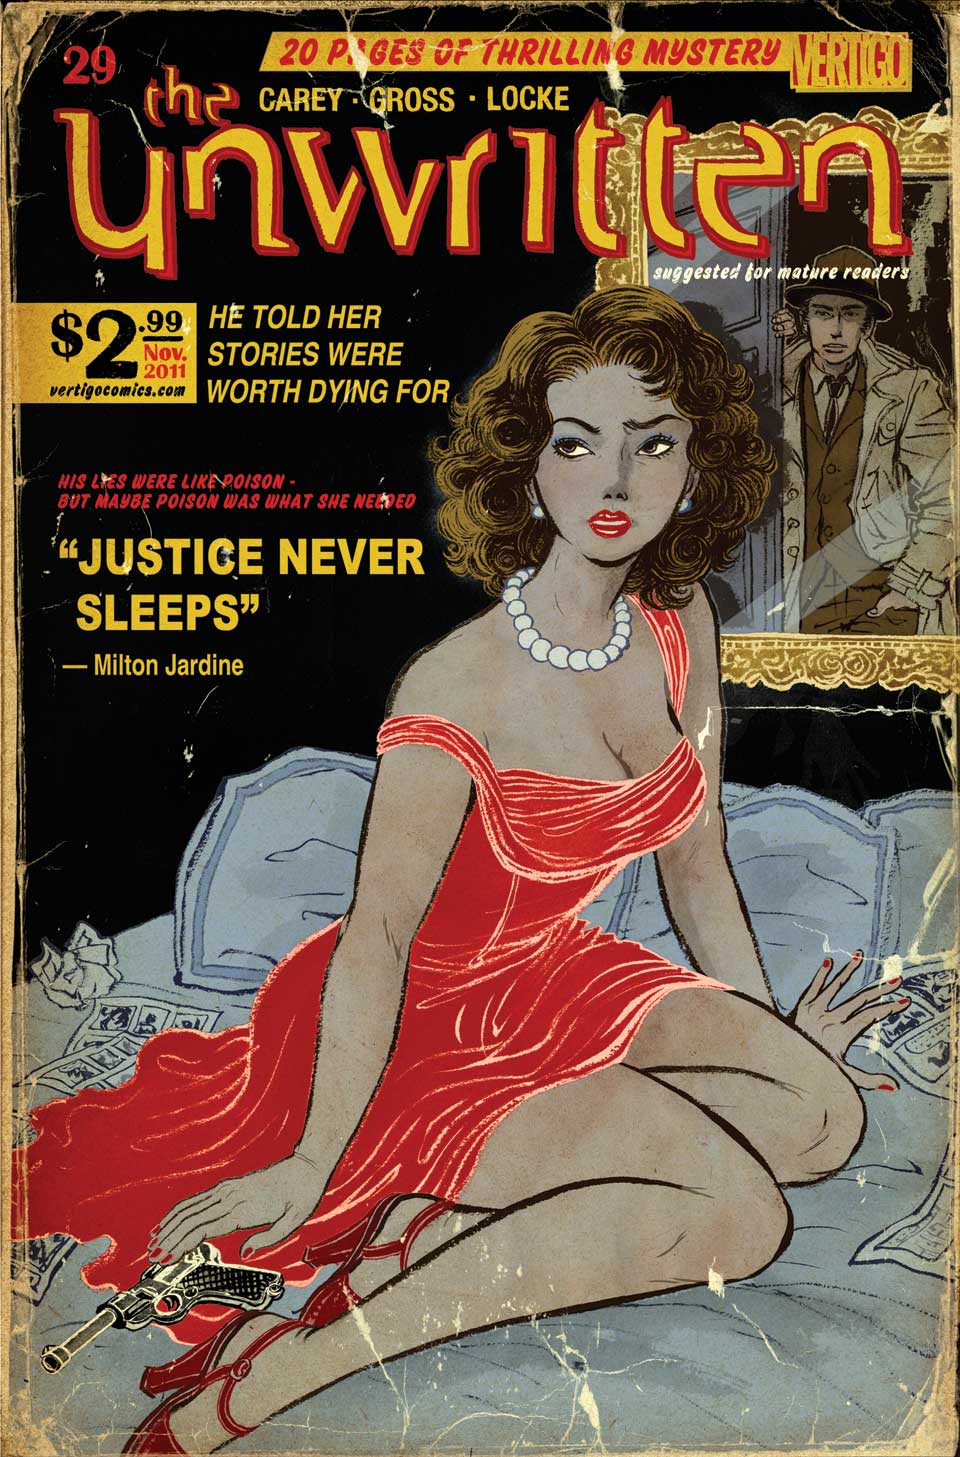 29
20 PAGES OF THRILLING MYSTERY
VERTIGO
the
CAREY · GROSS · LOCKE
unwritten
suggested for mature readers
$2.99
Nov.
2011
vertigocomics.com
HE TOLD HER
STORIES WERE
WORTH DYING FOR
HIS LIES WERE LIKE POISON -
BUT MAYBE POISON WAS WHAT SHE NEEDED
“JUSTICE NEVER
SLEEPS”
— Milton Jardine